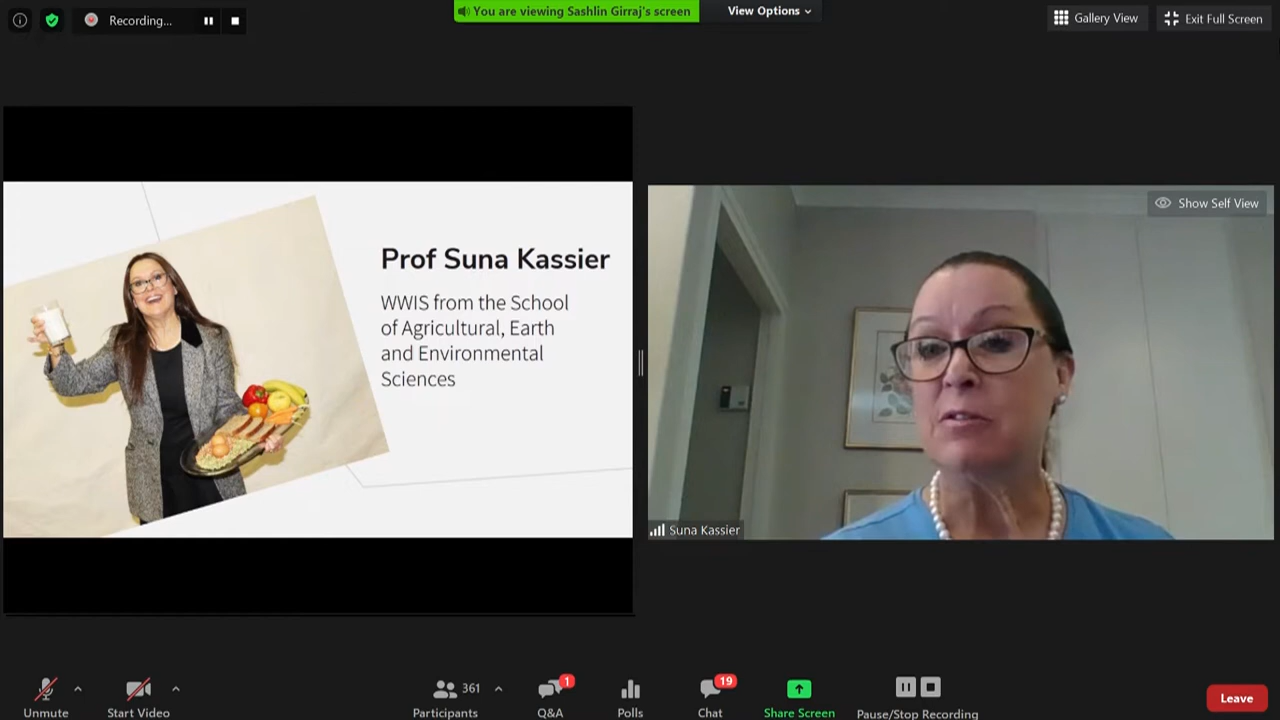 Recording...
You are viewing Sashlin Girraj's screen
View Options
Gallery View
Exit Full Screen
Prof Suna Kassier
WWIS from the School
of Agricultural, Earth
and Environmental
Sciences
Show Self View
Suna Kassier
Unmute
Start Video
Participants
361
Q&A
1
Polls
Chat
19
Share Screen
Pause/Stop Recording
Leave